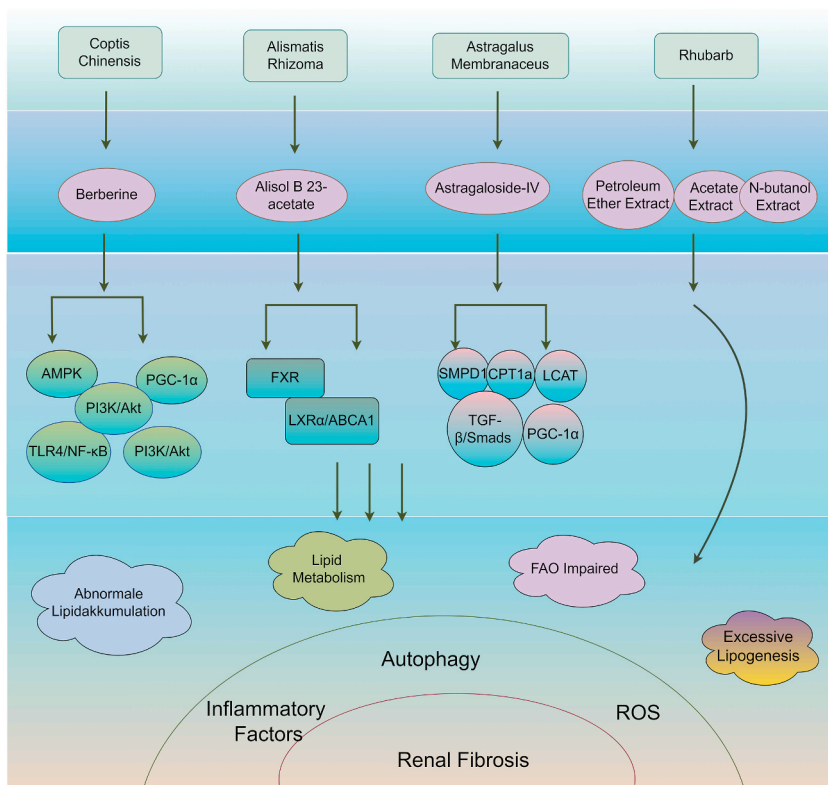 Coptis
Chinensis
Alismatis
Rhizoma
Astragalus
Membranaceus
Rhubarb
Berberine
Alisol B 23-
acetate
Astragaloside-IV
Petroleum
Ether Extract
Acetate
Extract
N-butanol
Extract
AMPK
PGC-1α
PI3K/Akt
TLR4/NF-κB
PI3K/Akt
FXR
LXRα/ABCA1
SMPD1
CPT1a
LCAT
TGF-
β/Smads
PGC-1α
Abnormale
Lipidakkumulation
Lipid
Metabolism
FAO Impaired
Excessive
Lipogenesis
Autophagy
Inflammatory
Factors
ROS
Renal Fibrosis